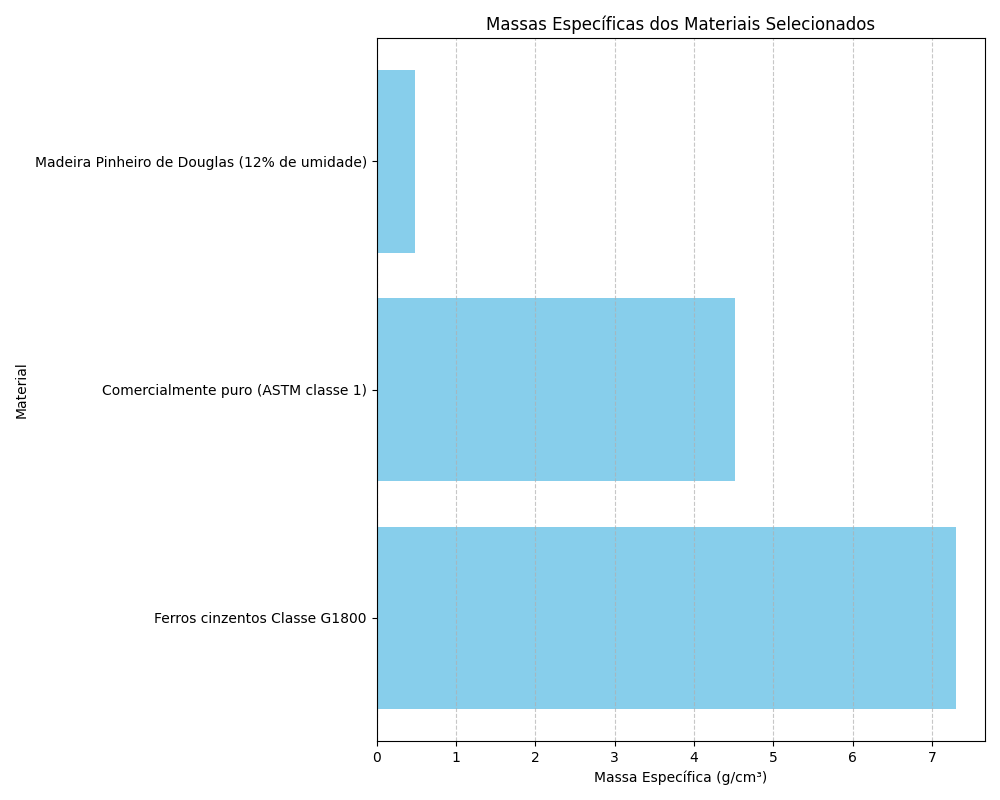 Massas Específicas dos Materiais Selecionados
Material
Madeira Pinheiro de Douglas (12% de umidade)
Comercialmente puro (ASTM classe 1)
Ferros cinzentos Classe G1800
0 1 2 3 4 5 6 7
Massa Específica (g/cm³)